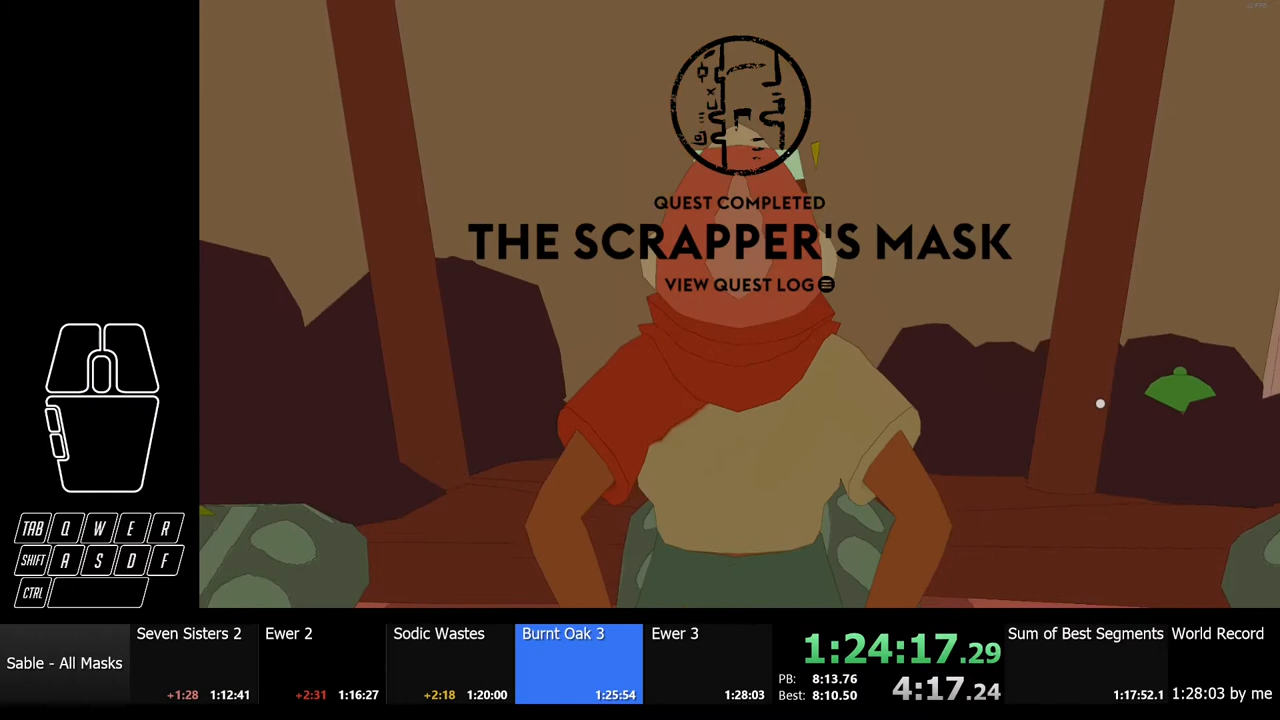 QUEST COMPLETED
THE SCRAPPER'S MASK
VIEW QUEST LOG
TAB Q W E R
SHIFT A S D F
CTRL
Sable - All Masks
Seven Sisters 2
+1:28 1:12:41
Ewer 2
+2:31 1:16:27
Sodic Wastes
+2:18 1:20:00
Burnt Oak 3
1:25:54
Ewer 3
1:28:03
1:24:17.29
PB: 8:13.76
Best: 8:10.50
4:17.24
Sum of Best Segments
1:17:52.1
World Record
1:28:03 by me